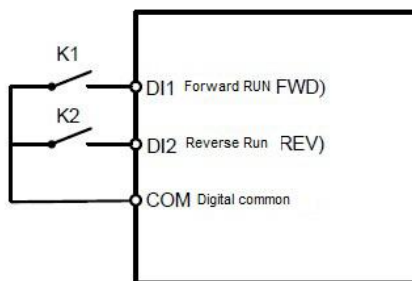 K1
DI1 Forward RUN FWD)
K2
DI2 Reverse Run REV)
COM Digital common